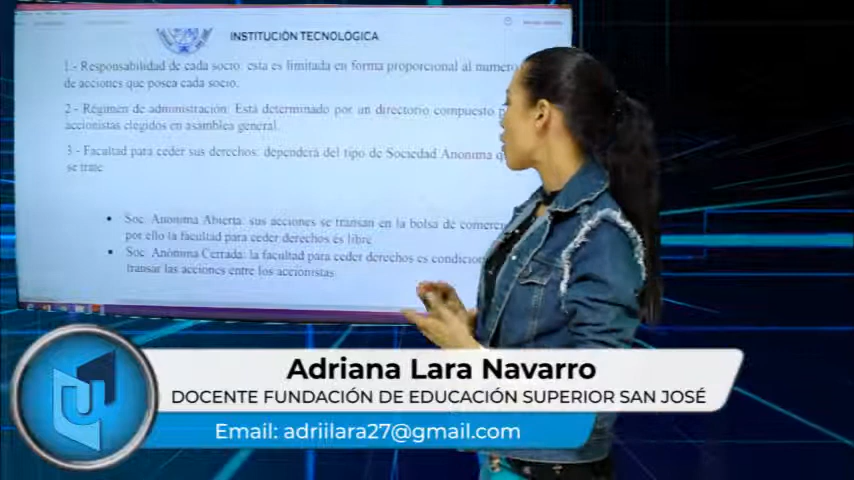 INSTITUCIÓN TECNOLÓGICA
1.- Responsabilidad de cada socio: esta es limitada en forma proporcional al numero
de acciones que posea cada socio.
2.- Régimen de administración: Está determinado por un directorio compuesto
accionistas elegidos en asamblea general.
3.- Facultad para ceder sus derechos: dependerá del tipo de Sociedad Anonima
se trate
• Soc. Anonima Abierta: sus acciones se transan en la bolsa de comerc
por ello la facultad para ceder derechos es libre
• Soc. Anónima Cerrada: la facultad para ceder derechos es condicion
transar las acciones entre los accionistas
Adriana Lara Navarro
DOCENTE FUNDACIÓN DE EDUCACIÓN SUPERIOR SAN JOSÉ
Email: adriilara27@gmail.com